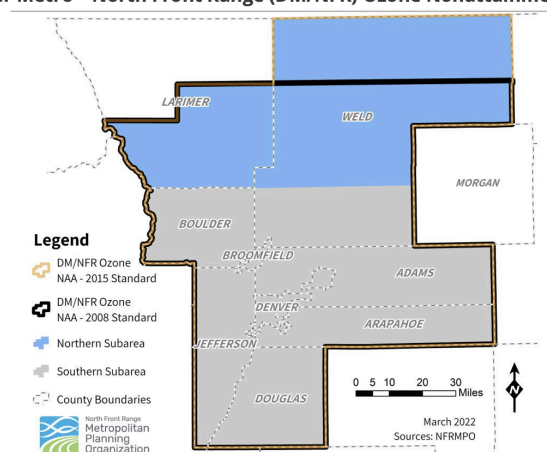 Metro - North Front Range (DM/NFR) Ozone
LARIMER
WELD
MORGAN
BOULDER
BROOMFIELD
ADAMS
DENVER
ARAPAHOE
JEFFERSON
DOUGLAS
Legend
DM/NFR Ozone
NAA - 2015 Standard
DM/NFR Ozone
NAA - 2008 Standard
Northern Subarea
Southern Subarea
County Boundaries
North Front Range
Metropolitan
Planning
Organization
0 5 10 20 30
Miles
N
March 2022
Sources: NFRMPO